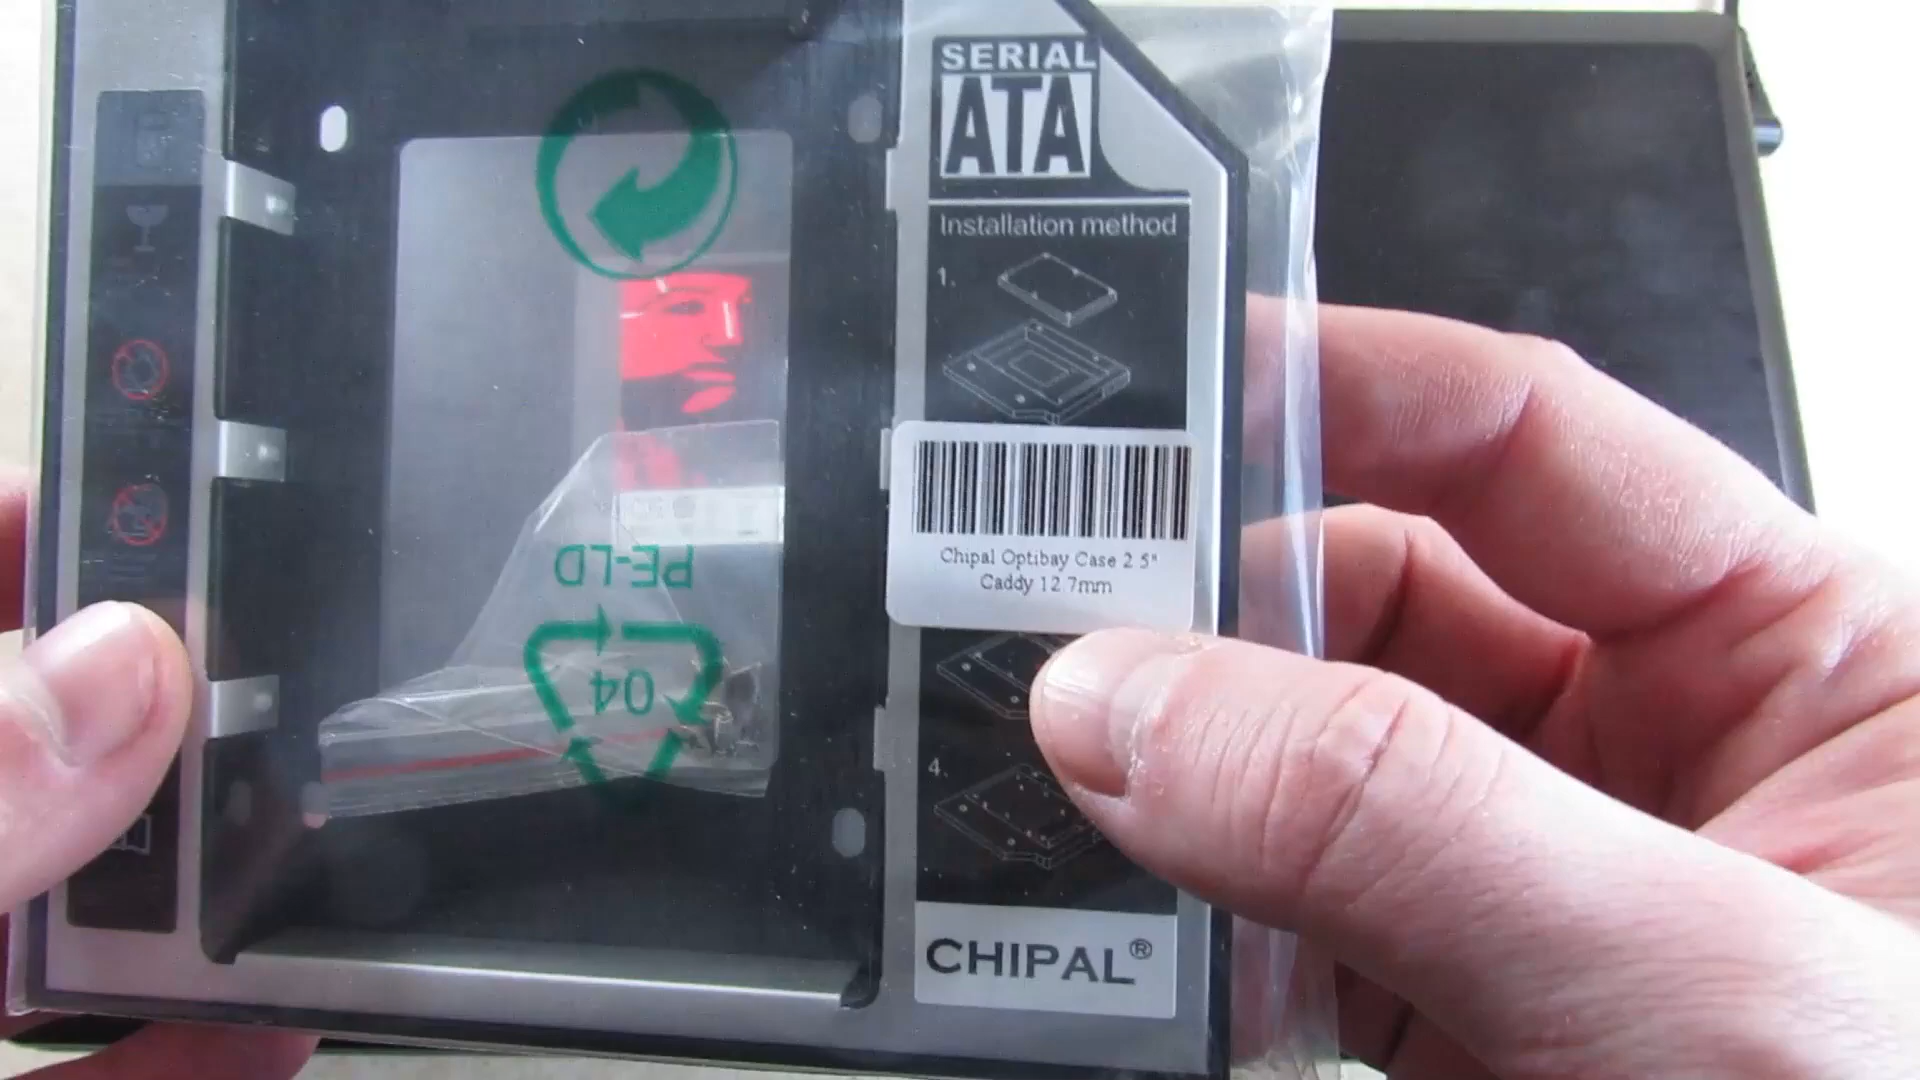 SERIAL
ATA
Installation method
1.
Chipal Optibay Case 2.5"
Caddy 12.7mm
PE-LD
04
4.
CHIPAL®